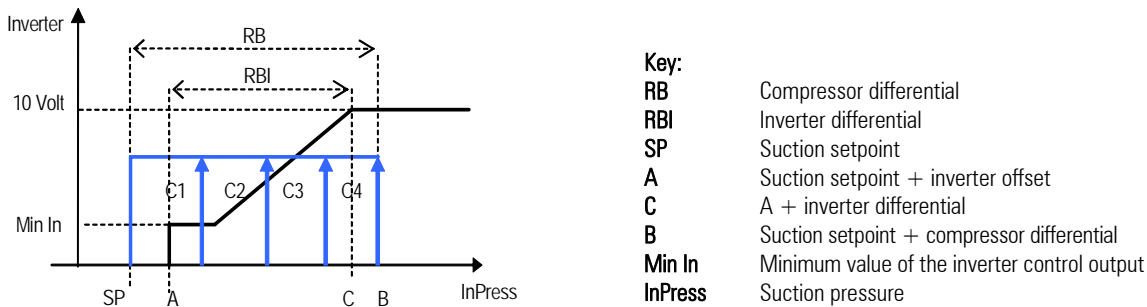 Inverter
RB
RBI
10 Volt
C1 C2 C3 C4
Min In
SP A C B InPress
Key:
RB Compressor differential
RBI Inverter differential
SP Suction setpoint
A Suction setpoint + inverter offset
C A + inverter differential
B Suction setpoint + compressor differential
Min In Minimum value of the inverter control output
InPress Suction pressure